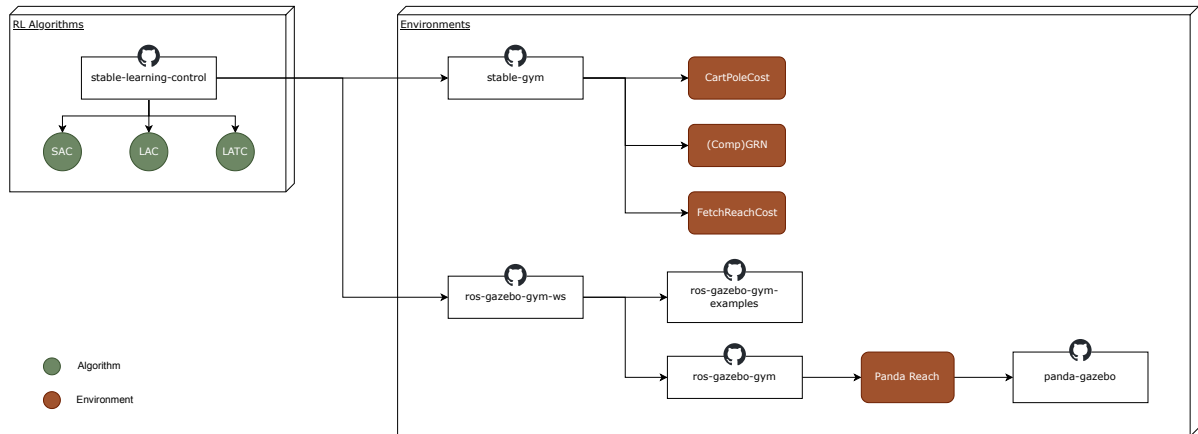 RL Algorithms
stable-learning-control
SAC
LAC
LATC
Environments
stable-gym
CartPoleCost
(Comp)GRN
FetchReachCost
ros-gazebo-gym-ws
ros-gazebo-gym-
examples
ros-gazebo-gym
Panda Reach
panda-gazebo
Algorithm
Environment